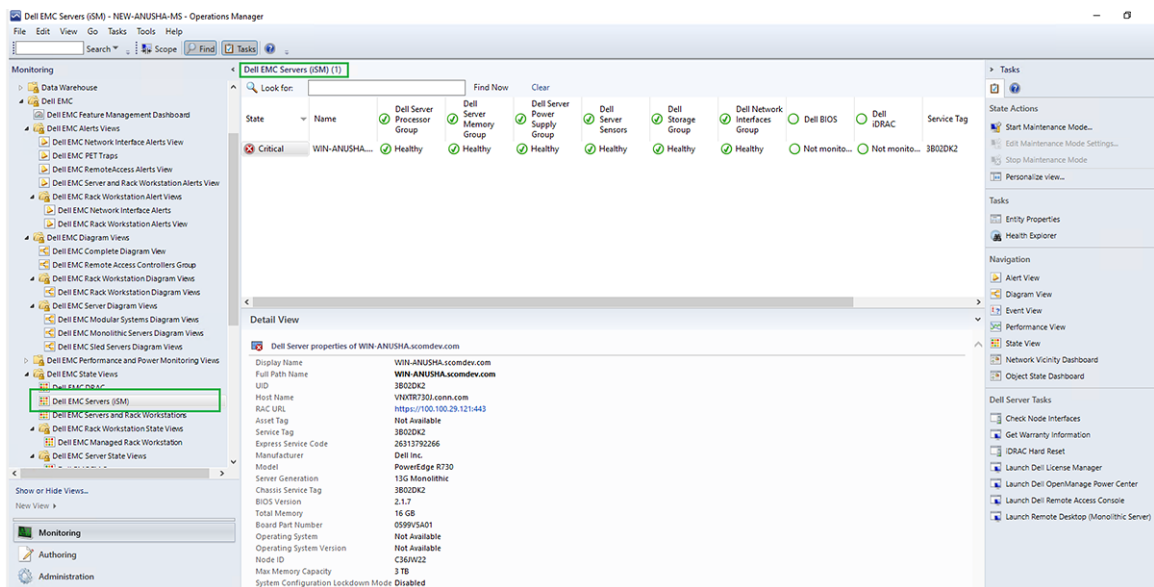 Dell EMC Servers (iSM) - NEW-ANUSHA-MS - Operations Manager
File Edit View Go Tasks Tools Help
Search Scope Find Tasks
Monitoring
Data Warehouse
Dell EMC
Dell EMC Feature Management Dashboard
Dell EMC Alerts Views
Dell EMC Network Interface Alerts View
Dell EMC PET Traps
Dell EMC RemoteAccess Alerts View
Dell EMC Server and Rack Workstation Alerts View
Dell EMC Rack Workstation Alert Views
Dell EMC Network Interface Alerts
Dell EMC Rack Workstation Alerts View
Dell EMC Diagram Views
Dell EMC Complete Diagram View
Dell EMC Remote Access Controllers Group
Dell EMC Rack Workstation Diagram Views
Dell EMC Rack Workstation Diagram Views
Dell EMC Server Diagram Views
Dell EMC Modular Systems Diagram Views
Dell EMC Monolithic Servers Diagram Views
Dell EMC Sled Servers Diagram Views
Dell EMC Performance and Power Monitoring Views
Dell EMC State Views
Dell EMC DRAC
Dell EMC Servers (iSM)
Dell EMC Servers and Rack Workstations
Dell EMC Rack Workstation State Views
Dell EMC Managed Rack Workstation
Dell EMC Server State Views
Show or Hide Views...
New View
Monitoring
Authoring
Administration
Dell EMC Servers (iSM) (1)
Look for: Find Now Clear
State Name Dell Server Processor Group Dell Server Memory Group Dell Server Power Supply Group Dell Server Sensors Dell Storage Group Dell Network Interfaces Group Dell BIOS Dell iDRAC Service Tag
Critical WIN-ANUSHA.... Healthy Healthy Healthy Healthy Healthy Healthy Not monito... Not monito... 3B02DK2
Detail View
Dell Server properties of WIN-ANUSHA.scomdev.com
Display Name WIN-ANUSHA.scomdev.com
Full Path Name WIN-ANUSHA.scomdev.com
UID 3B02DK2
Host Name VNXTR730J.conn.com
RAC URL https://100.100.29.121:443
Asset Tag Not Available
Service Tag 3B02DK2
Express Service Code 26313792266
Manufacturer Dell Inc.
Model PowerEdge R730
Server Generation 13G Monolithic
Chassis Service Tag 3B02DK2
BIOS Version 2.1.7
Total Memory 16 GB
Board Part Number 0599V5A01
Operating System Not Available
Operating System Version Not Available
Node ID C36JW22
Max Memory Capacity 3 TB
System Configuration Lockdown Mode Disabled
Tasks
State Actions
Start Maintenance Mode...
Edit Maintenance Mode Settings...
Stop Maintenance Mode
Personalize view...
Tasks
Entity Properties
Health Explorer
Navigation
Alert View
Diagram View
Event View
Performance View
State View
Network Vicinity Dashboard
Object State Dashboard
Dell Server Tasks
Check Node Interfaces
Get Warranty Information
iDRAC Hard Reset
Launch Dell License Manager
Launch Dell OpenManage Power Center
Launch Dell Remote Access Console
Launch Remote Desktop (Monolithic Server)